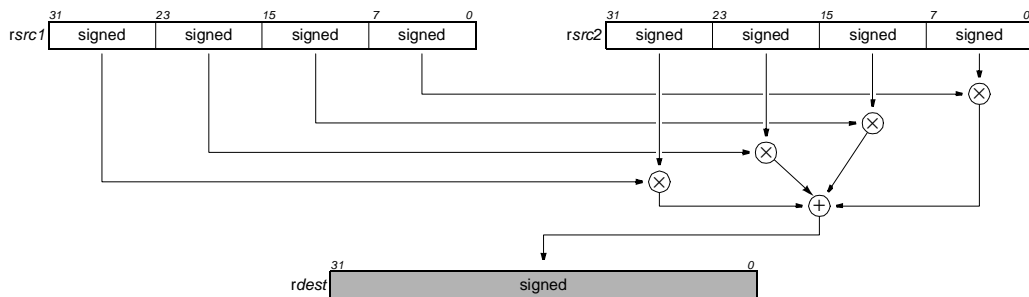 31 23 15 7 0 31 23 15 7 0
rsrc1 signed signed signed signed rsrc2 signed signed signed signed
× × × ×
+
31 0
rdest signed